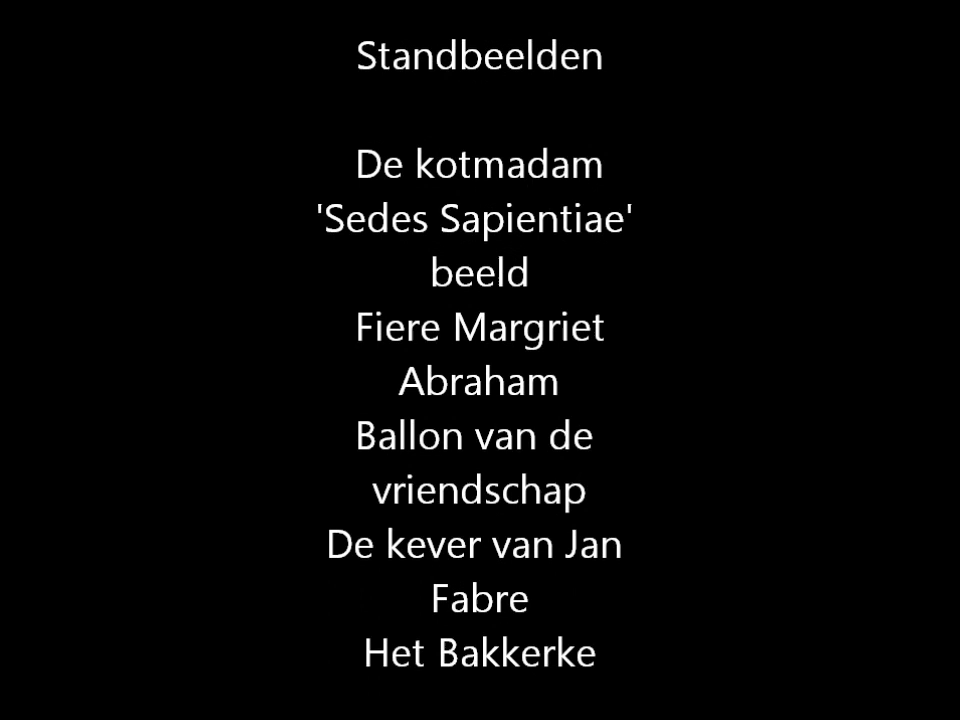 Standbeelden
De kotmadam
'Sedes Sapientiae'
beeld
Fiere Margriet
Abraham
Ballon van de
vriendschap
De kever van Jan
Fabre
Het Bakkerke